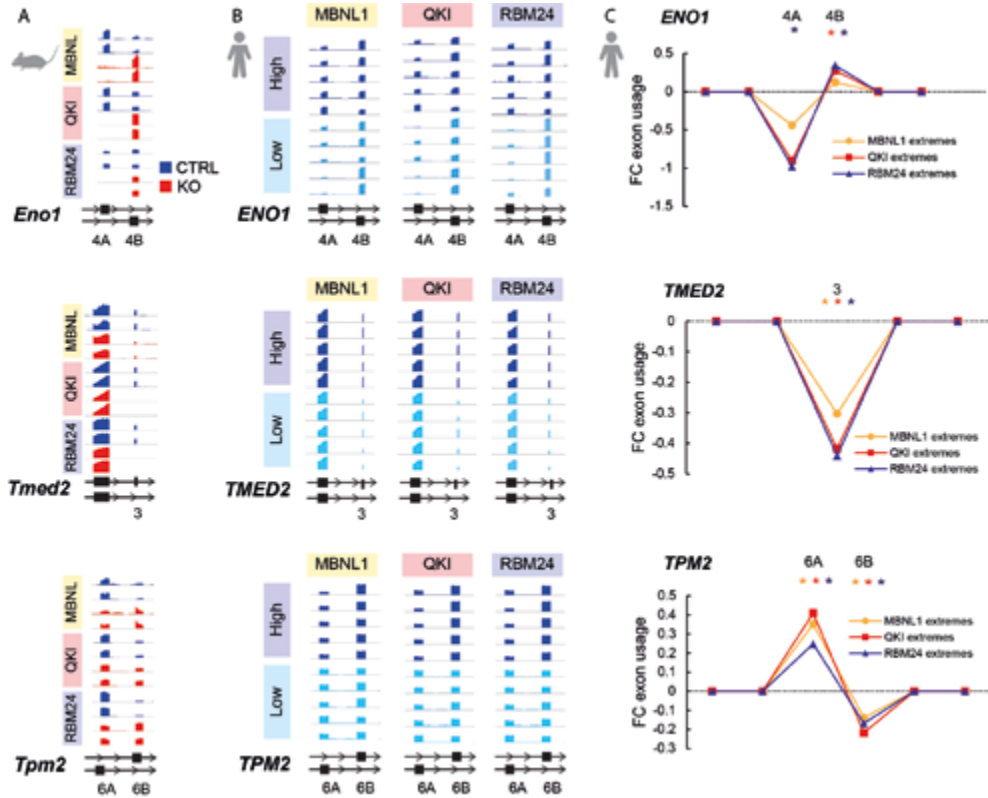 A
B
C
MBNL1
QKI
RBM24
ENO1
4A
4B
MBNL
QKI
RBM24
High
Low
CTRL
KO
FC exon usage
0.5
0
-0.5
-1
-1.5
MBNL1 extremes
QKI extremes
RBM24 extremes
Eno1
4A
4B
ENO1
4A
4B
4A
4B
4A
4B
MBNL1
QKI
RBM24
TMED2
3
MBNL
QKI
RBM24
High
Low
FC exon usage
0
-0.1
-0.2
-0.3
-0.4
-0.5
MBNL1 extremes
QKI extremes
RBM24 extremes
Tmed2
3
TMED2
3
3
3
MBNL1
QKI
RBM24
TPM2
6A
6B
MBNL
QKI
RBM24
High
Low
FC exon usage
0.5
0.4
0.3
0.2
0.1
0
-0.1
-0.2
-0.3
MBNL1 extremes
QKI extremes
RBM24 extremes
Tpm2
6A
6B
TPM2
6A
6B
6A
6B
6A
6B